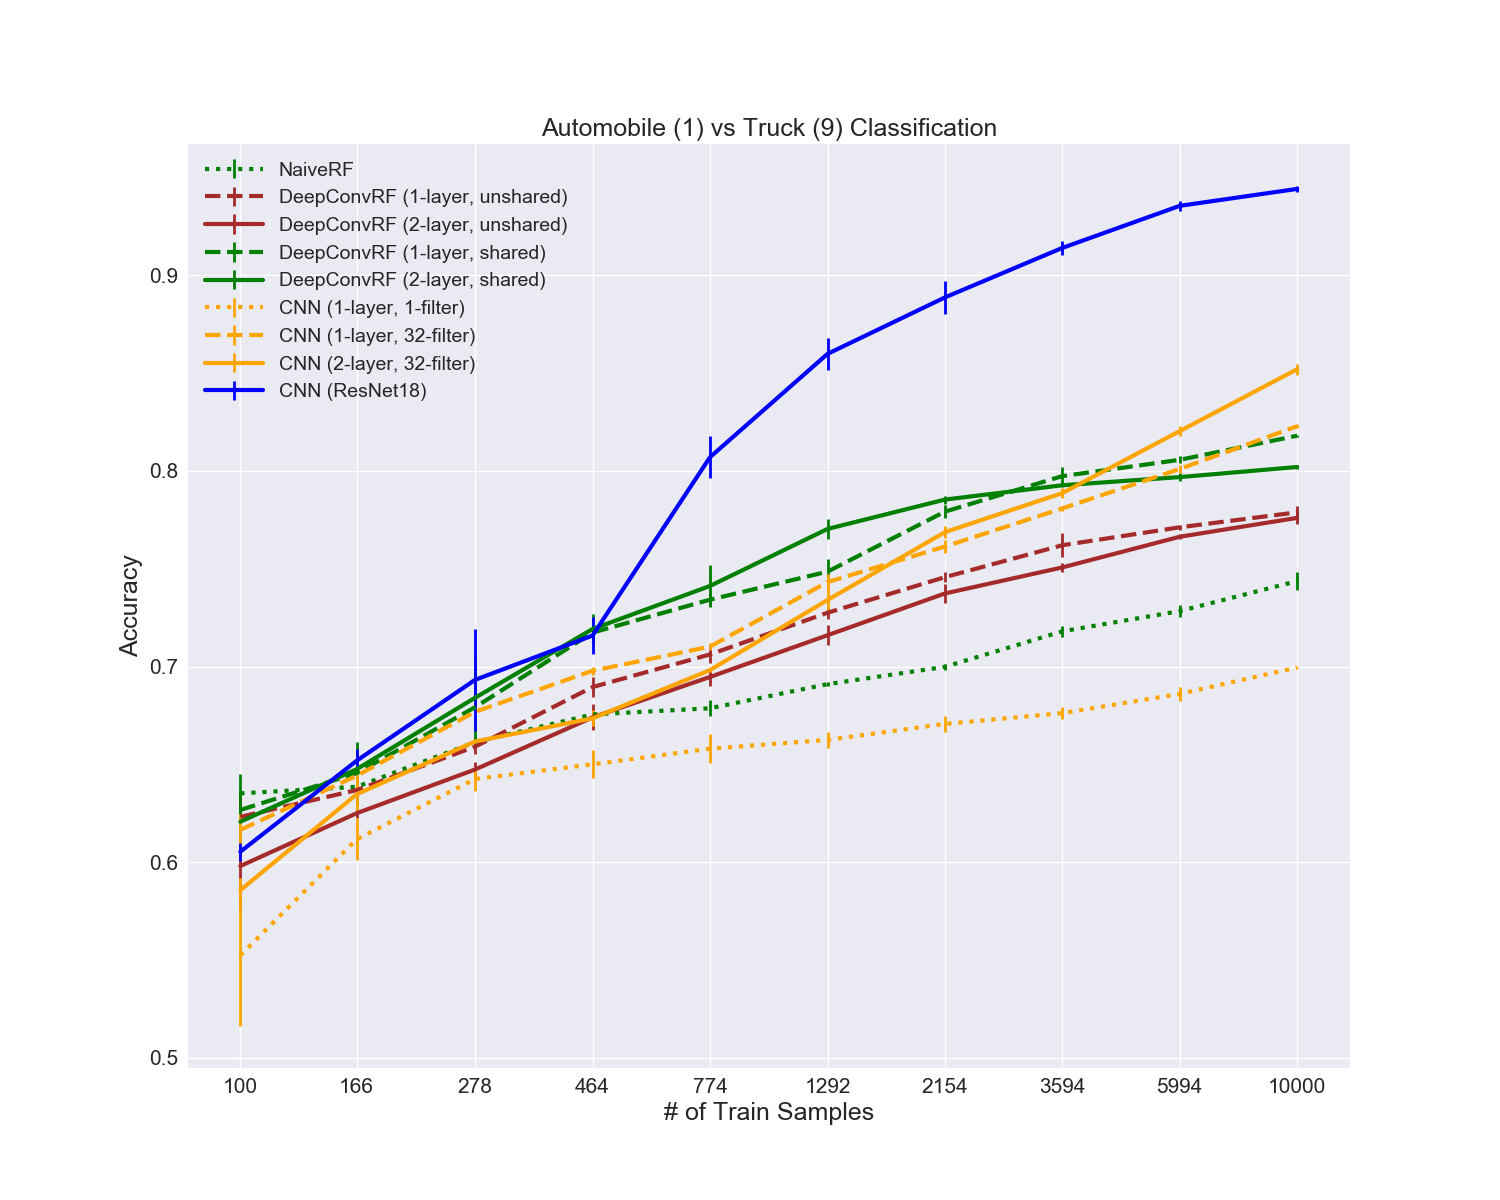 Automobile (1) vs Truck (9) Classification
NaiveRF
DeepConvRF (1-layer, unshared)
DeepConvRF (2-layer, unshared)
DeepConvRF (1-layer, shared)
DeepConvRF (2-layer, shared)
CNN (1-layer, 1-filter)
CNN (1-layer, 32-filter)
CNN (2-layer, 32-filter)
CNN (ResNet18)
Accuracy
0.9
0.8
0.7
0.6
0.5
100 166 278 464 774 1292 2154 3594 5994 10000
# of Train Samples